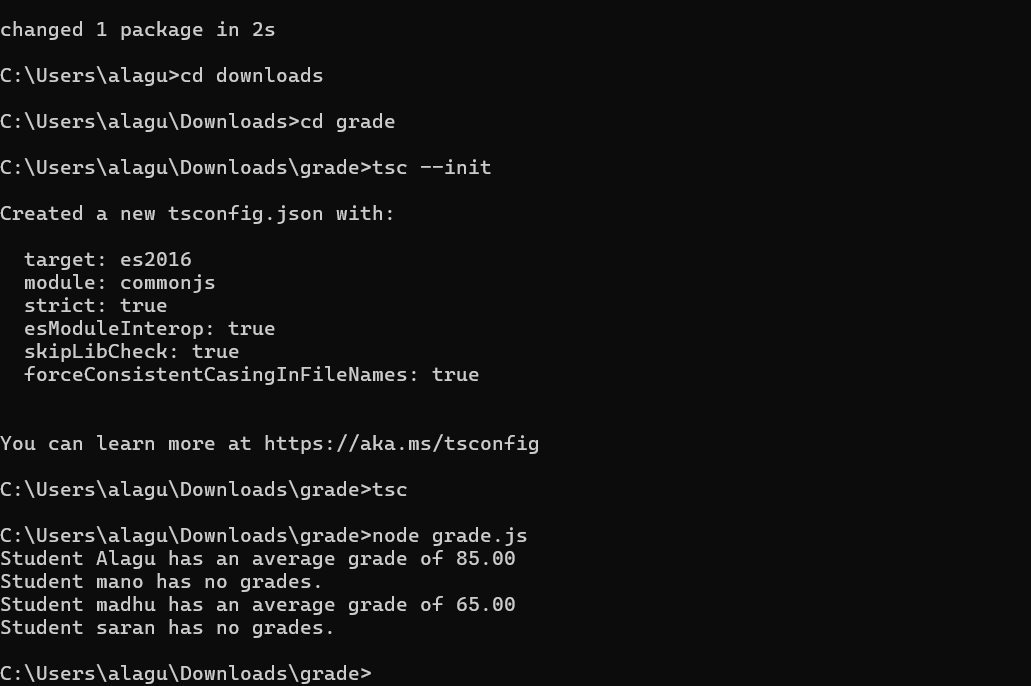 changed 1 package in 2s
C:\Users\alagu>cd downloads
C:\Users\alagu\Downloads>cd grade
C:\Users\alagu\Downloads\grade>tsc --init
Created a new tsconfig.json with:
target: es2016
module: commonjs
strict: true
esModuleInterop: true
skipLibCheck: true
forceConsistentCasingInFileNames: true
You can learn more at https://aka.ms/tsconfig
C:\Users\alagu\Downloads\grade>tsc
C:\Users\alagu\Downloads\grade>node grade.js
Student Alagu has an average grade of 85.00
Student mano has no grades.
Student madhu has an average grade of 65.00
Student saran has no grades.
C:\Users\alagu\Downloads\grade>